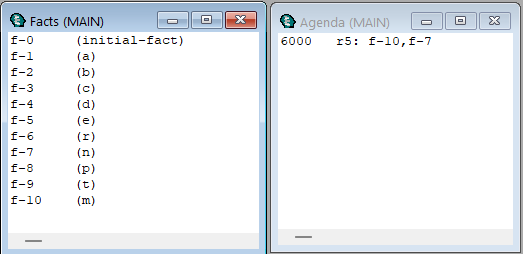 Facts (MAIN)
f-0 (initial-fact)
f-1 (a)
f-2 (b)
f-3 (c)
f-4 (d)
f-5 (e)
f-6 (r)
f-7 (n)
f-8 (p)
f-9 (t)
f-10 (m)
Agenda (MAIN)
6000 r5: f-10,f-7